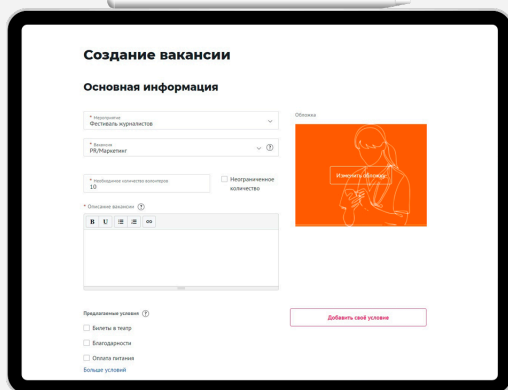 Создание вакансии
Основная информация
* Мероприятие
Фестиваль журналистов
Обложка
* Вакансия
PR/Маркетинг
?
Изменить обложку
* Необходимое количество волонтеров
10
Неограниченное
количество
* Описание вакансии ?
B U
Предлагаемые условия ?
Добавить своё условие
Билеты в театр
Благодарности
Оплата питания
Больше условий